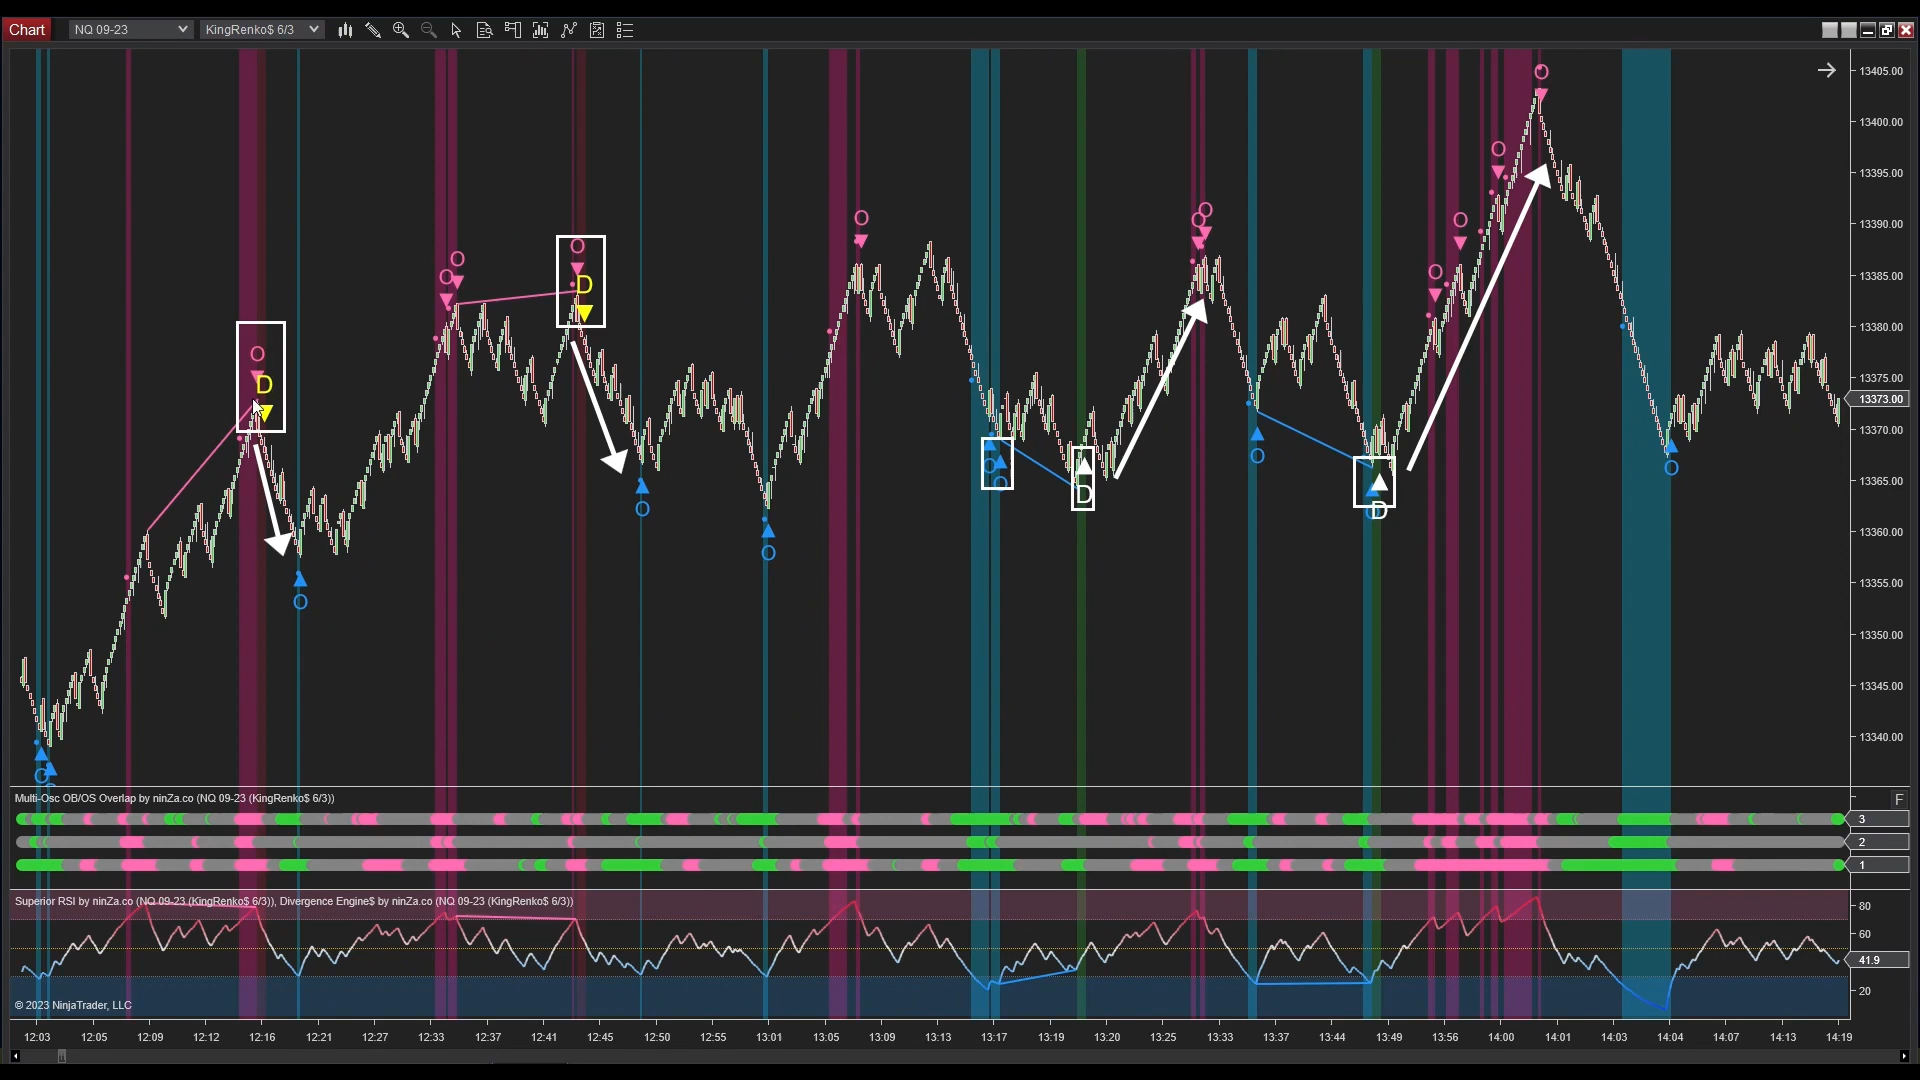 Chart NQ 09-23 KingRenko$ 6/3
13405.00
O
13400.00
O
13395.00
O O O O
13390.00
O O
O O O
13385.00
D
13380.00
O
D
13375.00
13373.00
13370.00
O O O
O
13365.00
D
O D
O
13360.00
O
13355.00
O
13350.00
13345.00
13340.00
O
Multi-Osc OB/OS Overlap by ninZa.co (NQ 09-23 (KingRenko$ 6/3))
F
3
2
1
Superior RSI by ninZa.co (NQ 09-23 (KingRenko$ 6/3)), Divergence Engine$ by ninZa.co (NQ 09-23 (KingRenko$ 6/3))
80
60
41.9
20
© 2023 NinjaTrader, LLC
12:03 12:05 12:09 12:12 12:16 12:21 12:27 12:33 12:37 12:41 12:45 12:50 12:55 13:01 13:05 13:09 13:13 13:17 13:19 13:20 13:25 13:33 13:37 13:44 13:49 13:56 14:00 14:01 14:03 14:04 14:07 14:13 14:19